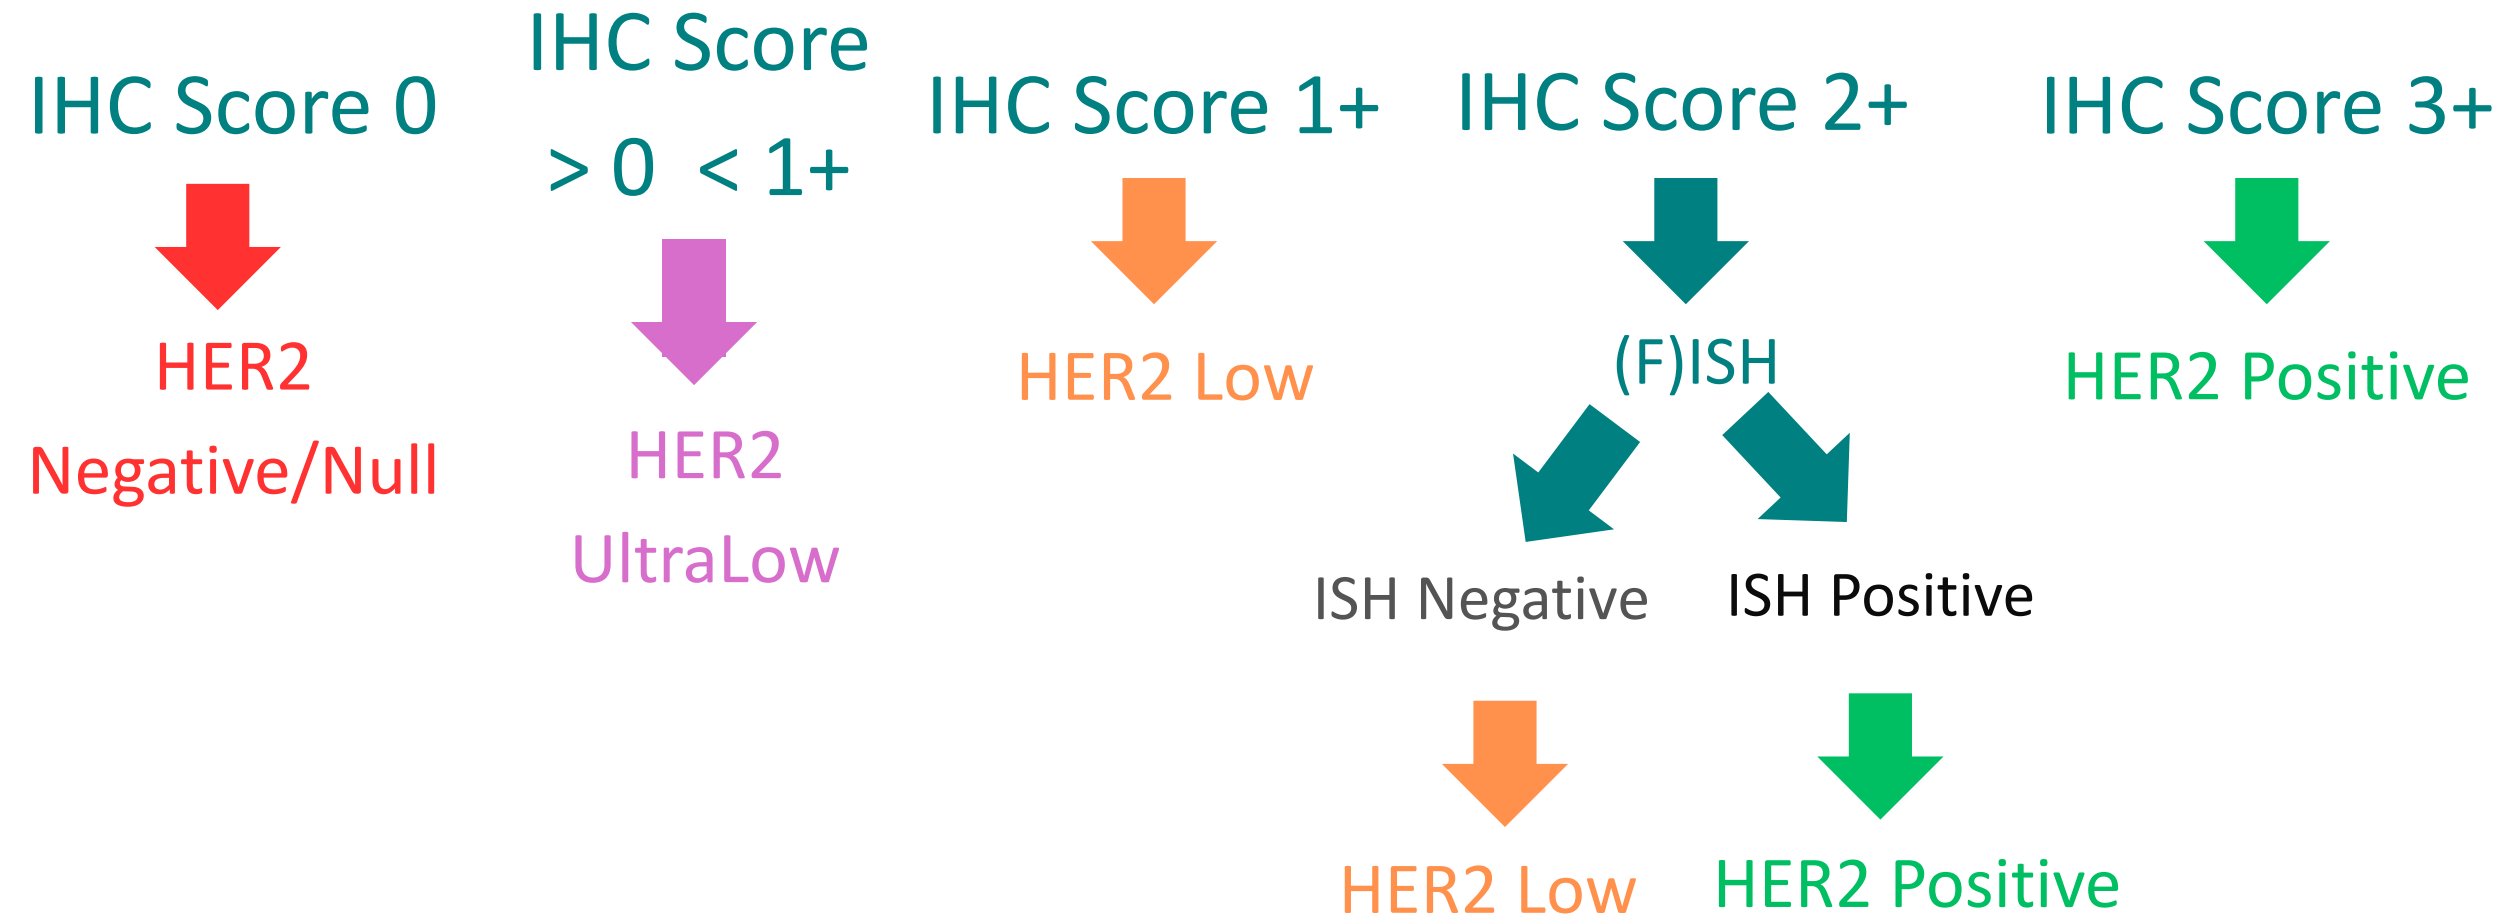 IHC Score 0
IHC Score
> 0 < 1+
IHC Score 1+
IHC Score 2+
IHC Score 3+
HER2
Negative/Null
HER2
UltraLow
HER2 Low
(F)ISH
HER2 Positive
ISH Negative
ISH Positive
HER2 Low
HER2 Positive